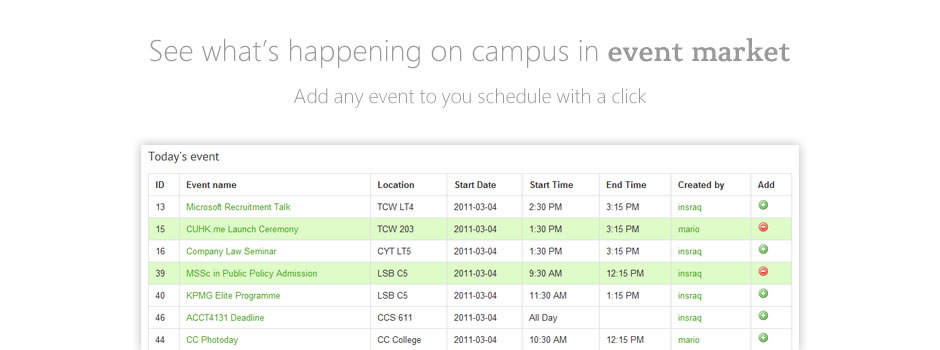 See what's happening on campus in event market
Add any event to you schedule with a click
Today's event
ID Event name Location Start Date Start Time End Time Created by Add
13 Microsoft Recruitment Talk TCW LT4 2011-03-04 2:30 PM 3:15 PM insraq
15 CUHK.me Launch Ceremony TCW 203 2011-03-04 1:30 PM 3:15 PM mario
16 Company Law Seminar CYT LT5 2011-03-04 1:30 PM 3:15 PM insraq
39 MSSc in Public Policy Admission LSB C5 2011-03-04 9:30 AM 12:15 PM insraq
40 KPMG Elite Programme LSB C5 2011-03-04 11:30 AM 1:15 PM insraq
46 ACCT4131 Deadline CCS 611 2011-03-04 All Day insraq
44 CC Photoday CC College 2011-03-04 10:30 AM 12:15 PM mario